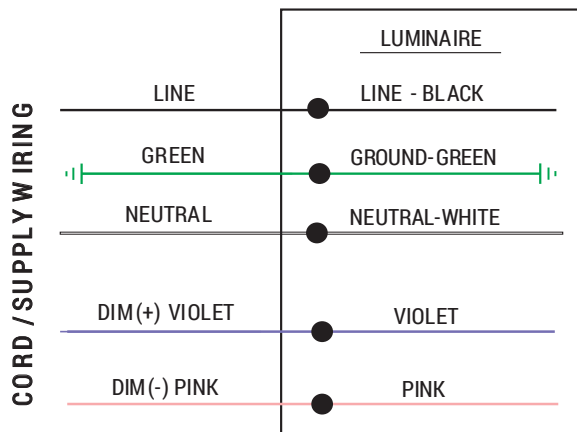 LUMINAIRE
CORD / SUPPLY WIRING
LINE
LINE - BLACK
GREEN
GROUND-GREEN
NEUTRAL
NEUTRAL-WHITE
DIM(+) VIOLET
VIOLET
DIM(-) PINK
PINK